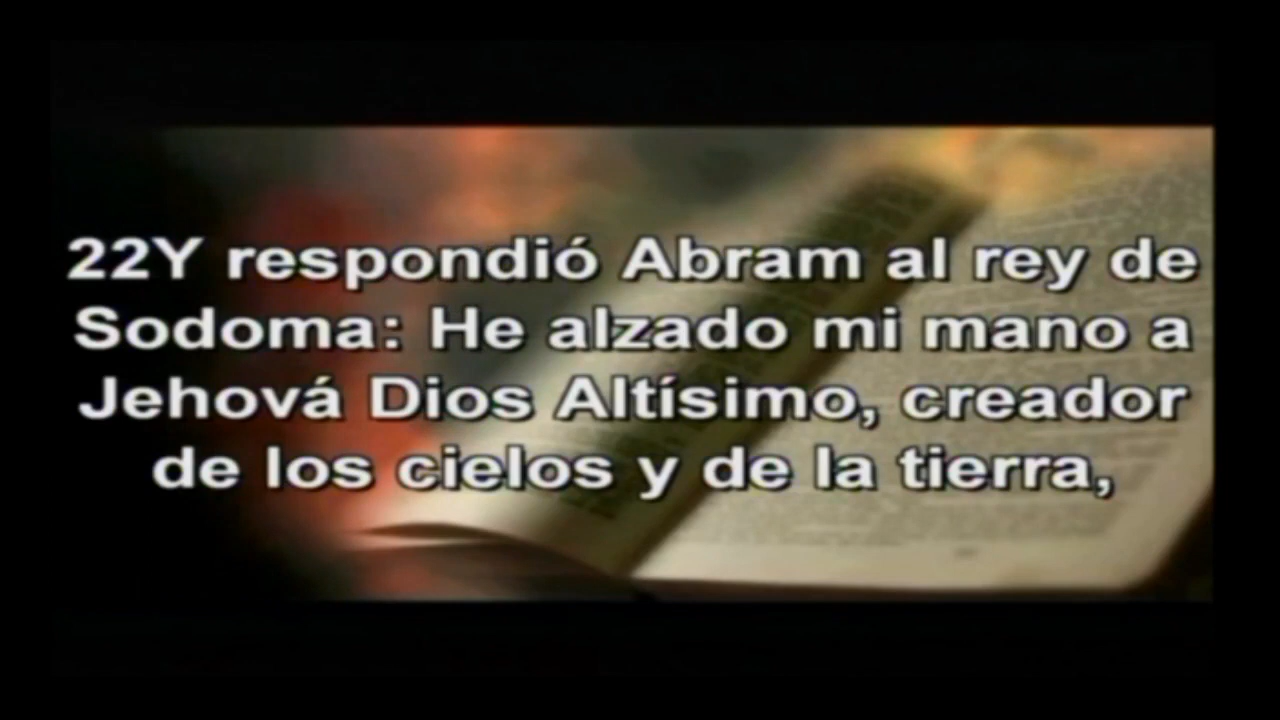 22Y respondió Abram al rey de
Sodoma: He alzado mi mano a
Jehová Dios Altísimo, creador
de los cielos y de la tierra,